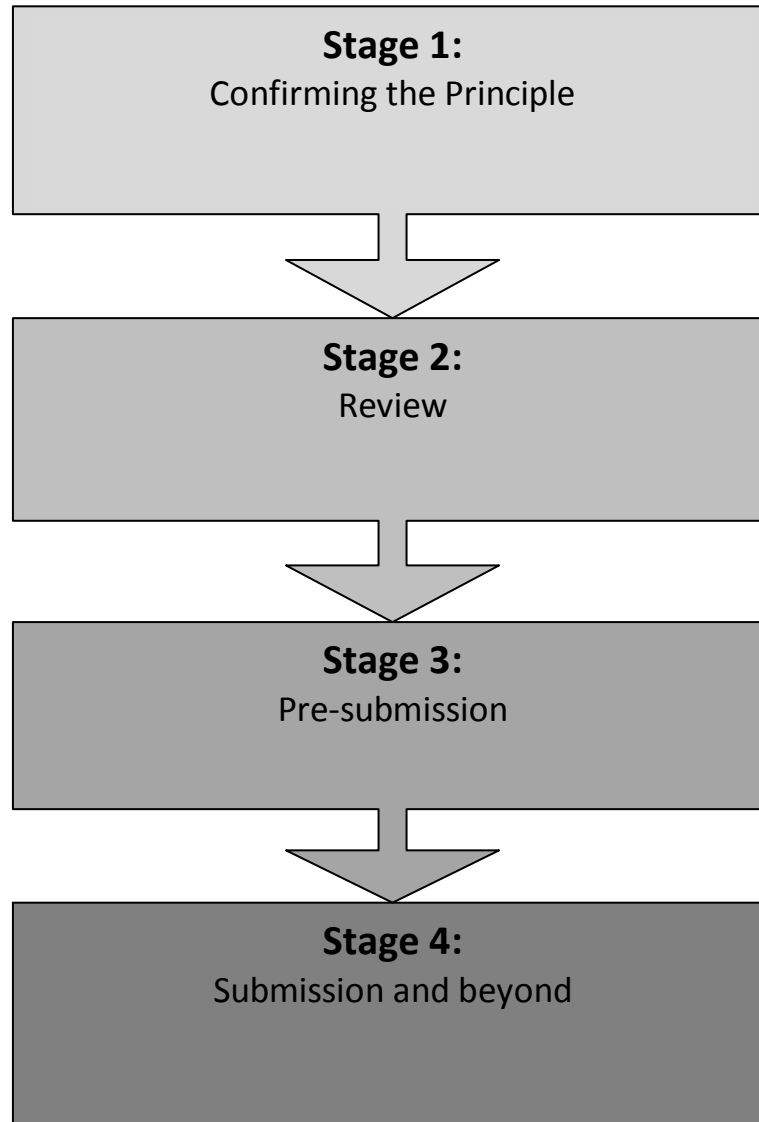 Stage 1:
Confirming the Principle
Stage 2:
Review
Stage 3:
Pre-submission
Stage 4:
Submission and beyond